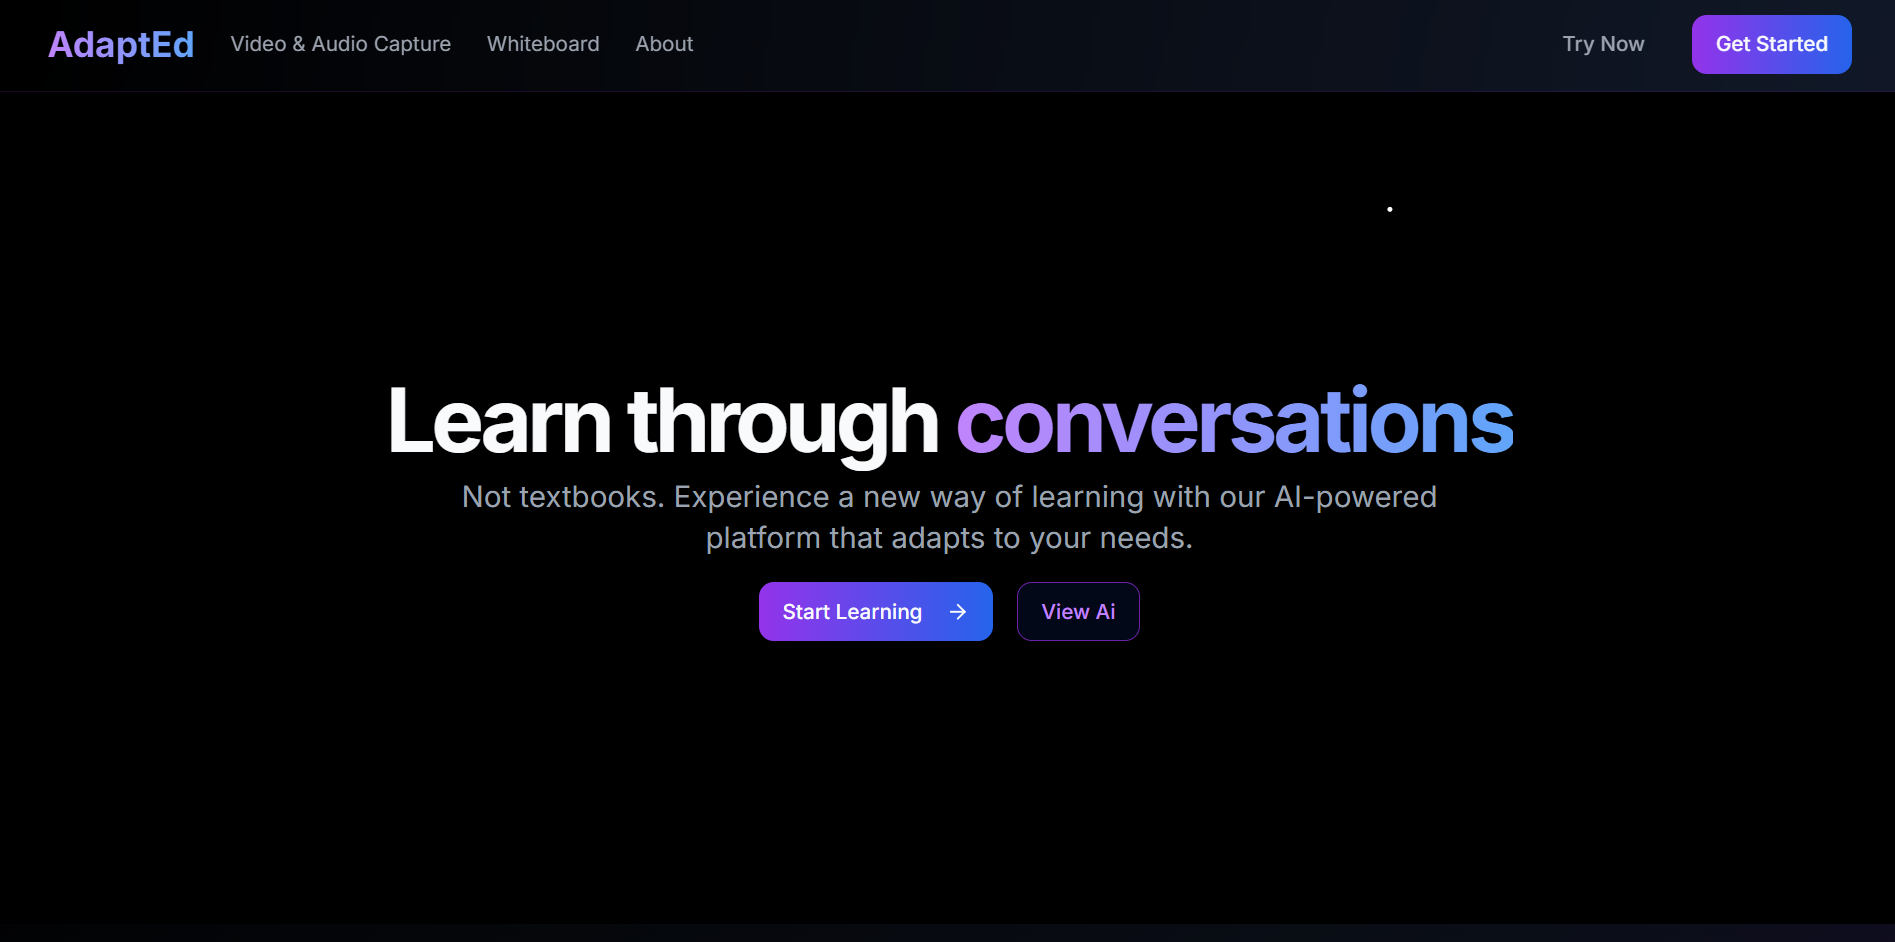 AdaptEd Video & Audio Capture Whiteboard About Try Now Get Started
Learn through conversations
Not textbooks. Experience a new way of learning with our AI-powered
platform that adapts to your needs.
Start Learning → View Ai